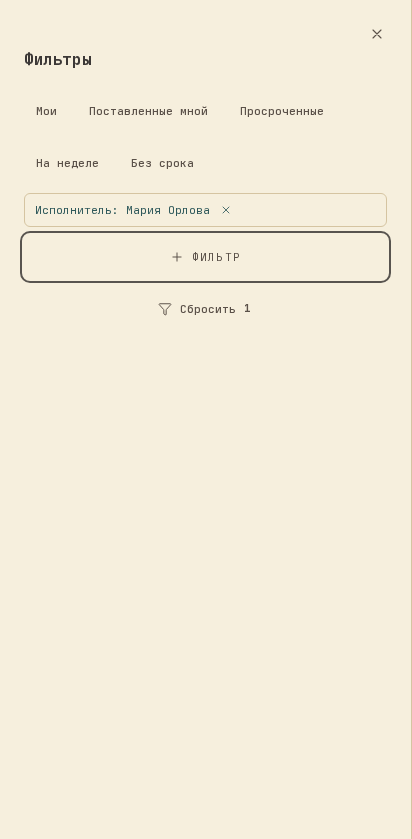 Фильтры
Мои Поставленные мной Просроченные
На неделе Без срока
Исполнитель: Мария Орлова
ФИЛЬТР
Сбросить 1